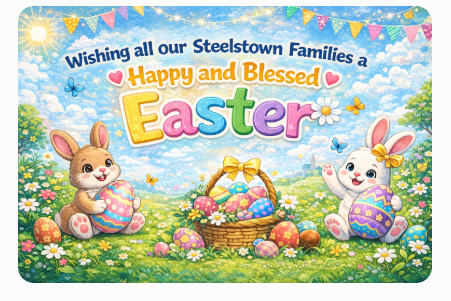 Wishing all our Steelstown Families a
Happy and Blessed
Easter